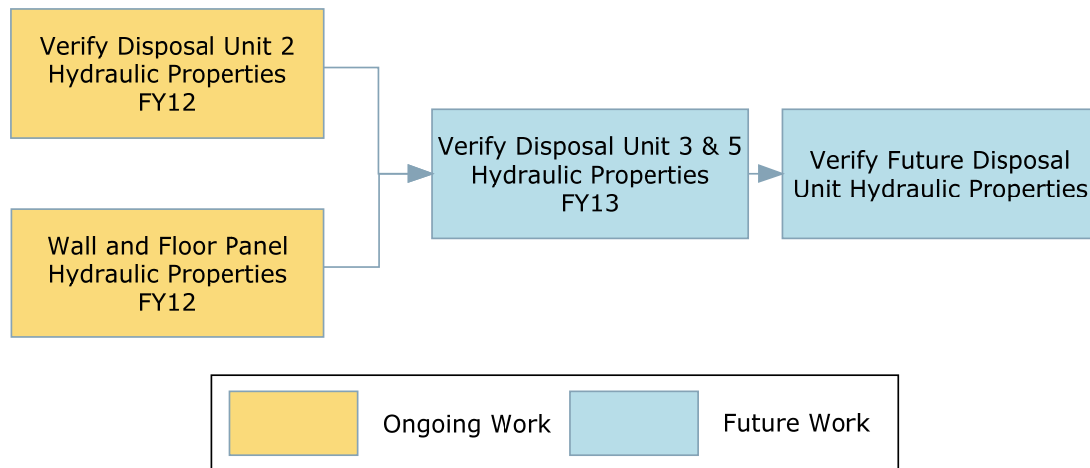 Verify Disposal Unit 2
Hydraulic Properties
FY12
Wall and Floor Panel
Hydraulic Properties
FY12
Verify Disposal Unit 3 & 5
Hydraulic Properties
FY13
Verify Future Disposal
Unit Hydraulic Properties
Ongoing Work
Future Work